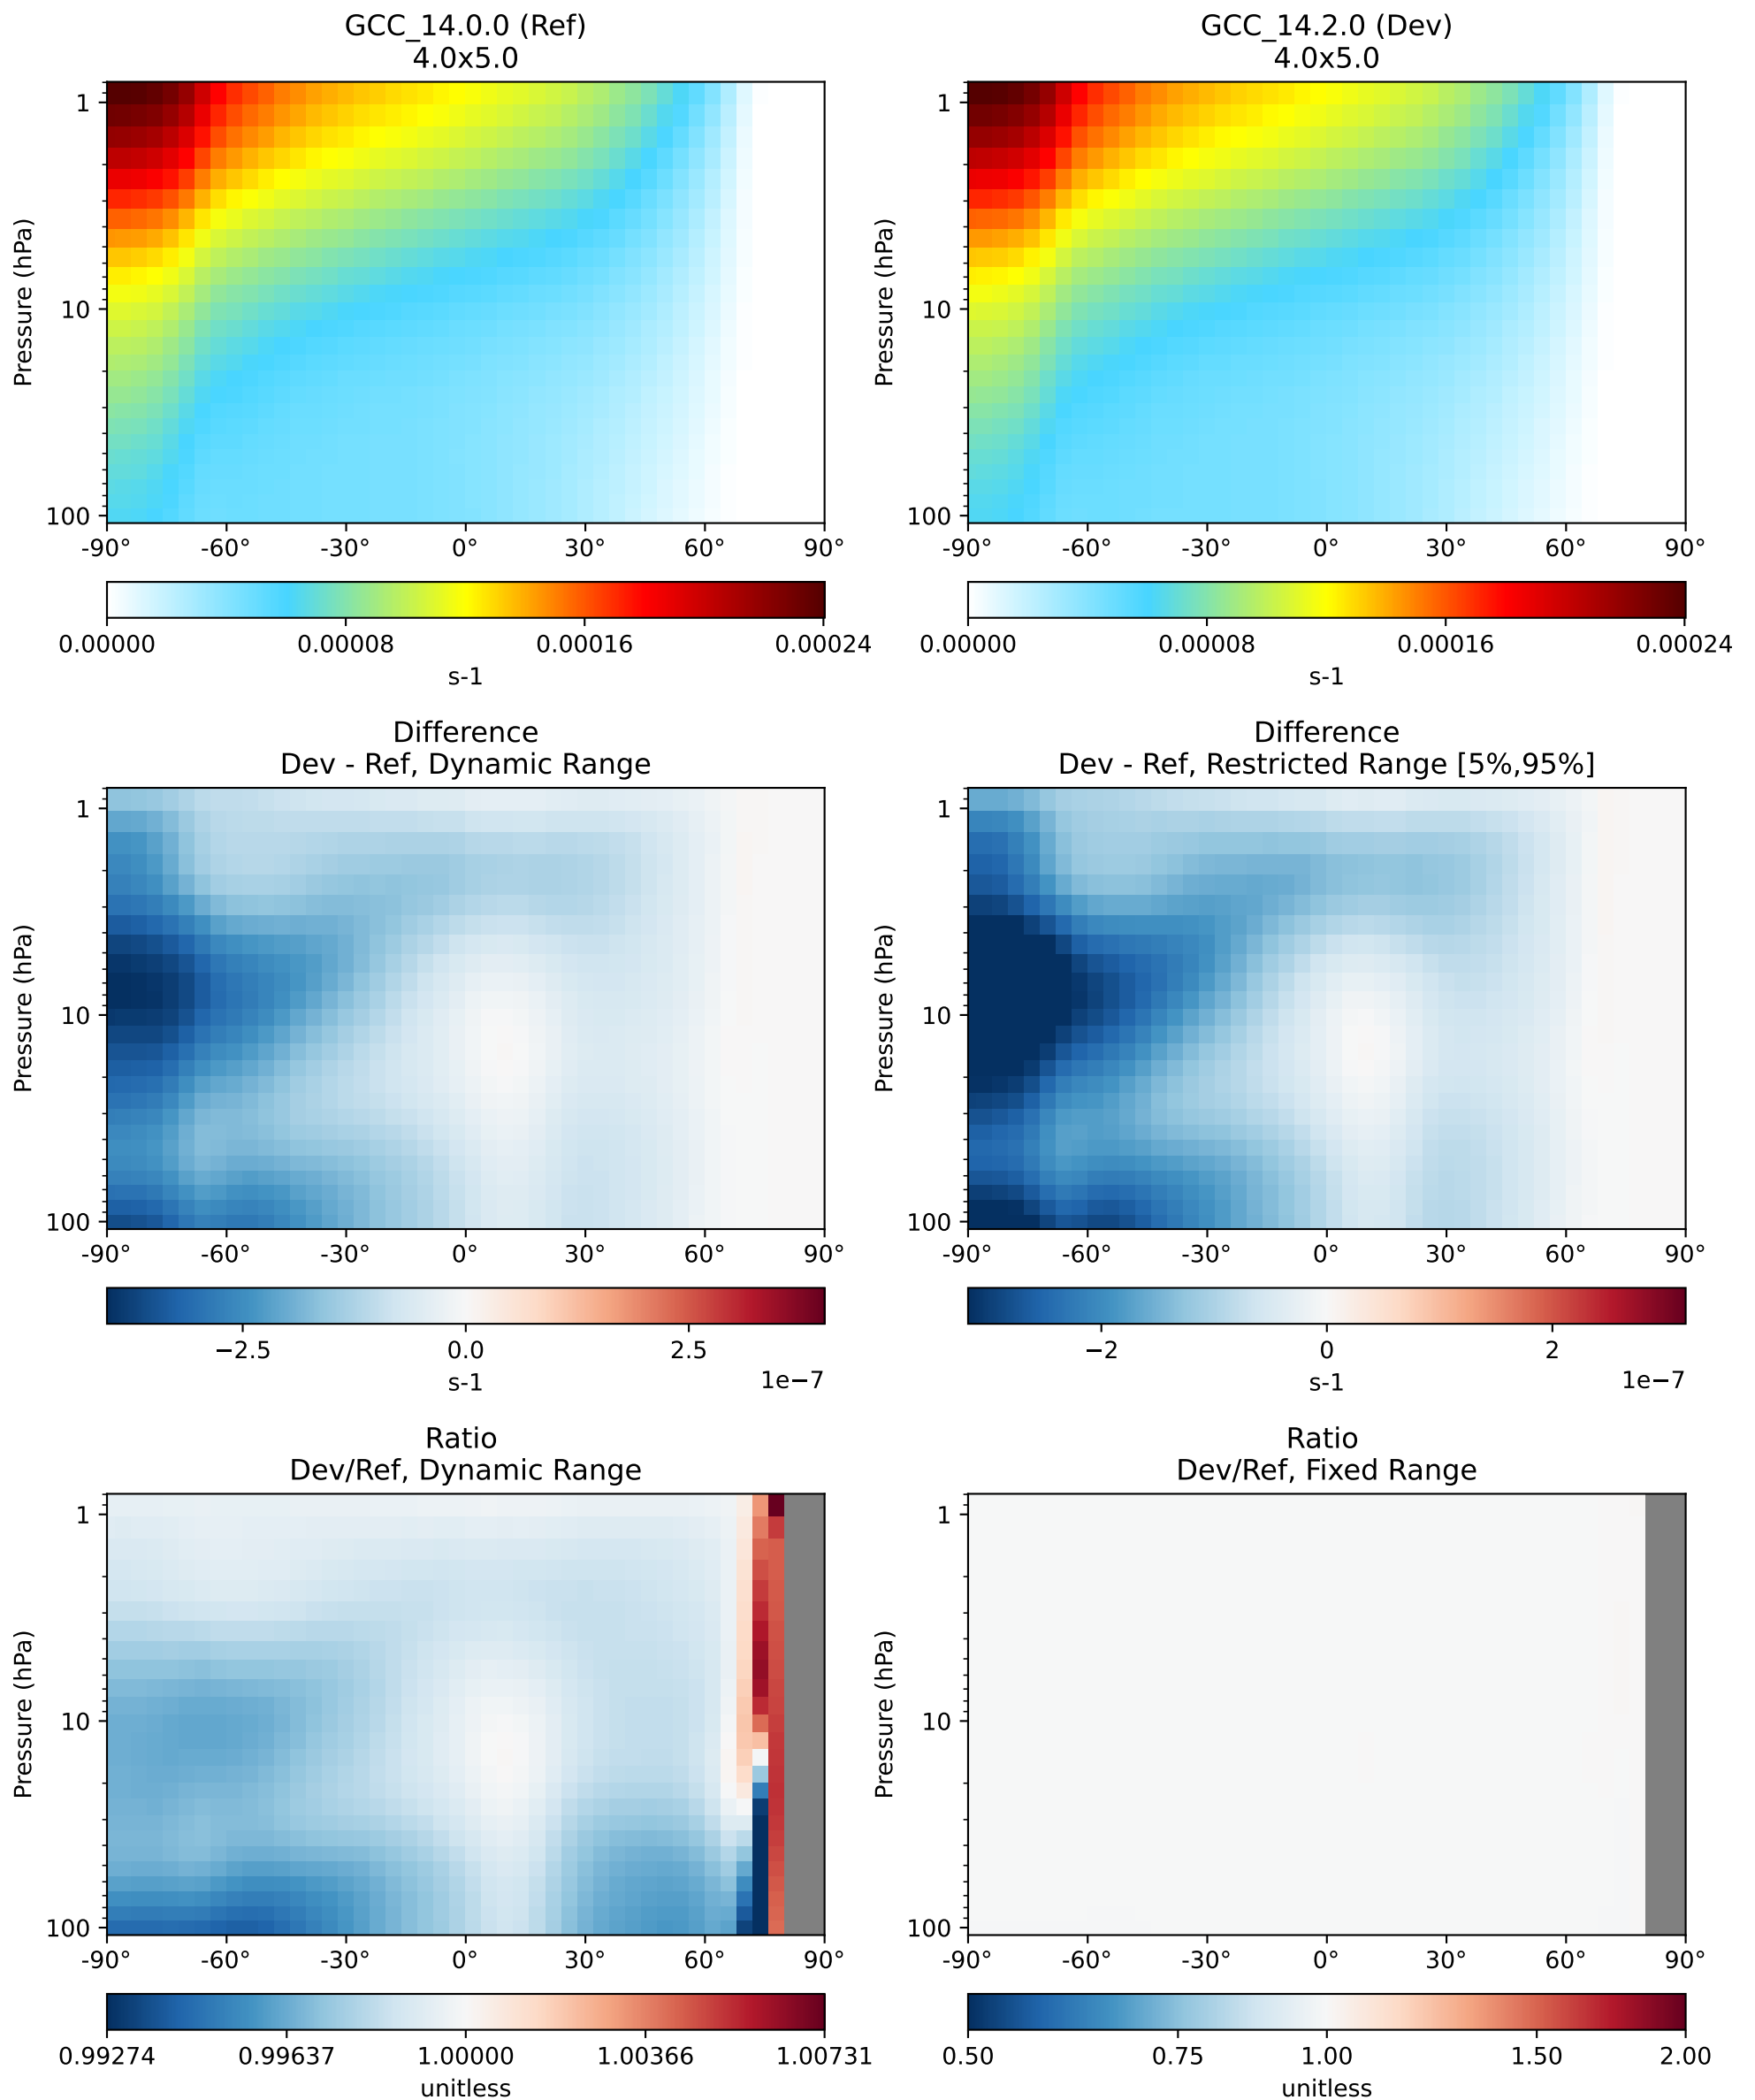 GCC_14.0.0 (Ref)
4.0x5.0
GCC_14.2.0 (Dev)
4.0x5.0
Pressure (hPa)
1
10
100
-90° -60° -30° 0° 30° 60° 90°
0.00000 0.00008 0.00016 0.00024
s-1
Pressure (hPa)
1
10
100
-90° -60° -30° 0° 30° 60° 90°
0.00000 0.00008 0.00016 0.00024
s-1
Difference
Dev - Ref, Dynamic Range
Pressure (hPa)
1
10
100
-90° -60° -30° 0° 30° 60° 90°
−2.5 0.0 2.5
s-1
1e−7
Difference
Dev - Ref, Restricted Range [5%,95%]
Pressure (hPa)
1
10
100
-90° -60° -30° 0° 30° 60° 90°
−2 0 2
s-1
1e−7
Ratio
Dev/Ref, Dynamic Range
Pressure (hPa)
1
10
100
-90° -60° -30° 0° 30° 60° 90°
0.99274 0.99637 1.00000 1.00366 1.00731
unitless
Ratio
Dev/Ref, Fixed Range
Pressure (hPa)
1
10
100
-90° -60° -30° 0° 30° 60° 90°
0.50 0.75 1.00 1.50 2.00
unitless